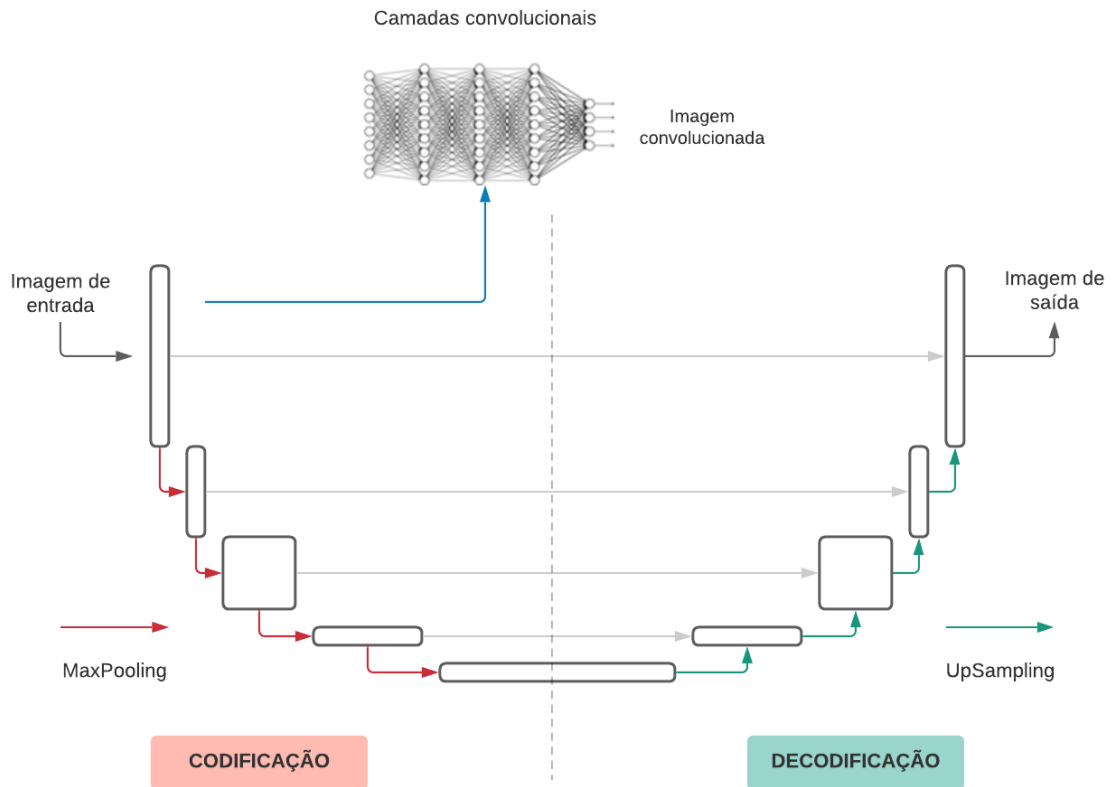 Camadas convolucionais
Imagem
convolucionada
Imagem de
entrada
Imagem de
saída
MaxPooling
UpSampling
CODIFICAÇÃO
DECODIFICAÇÃO